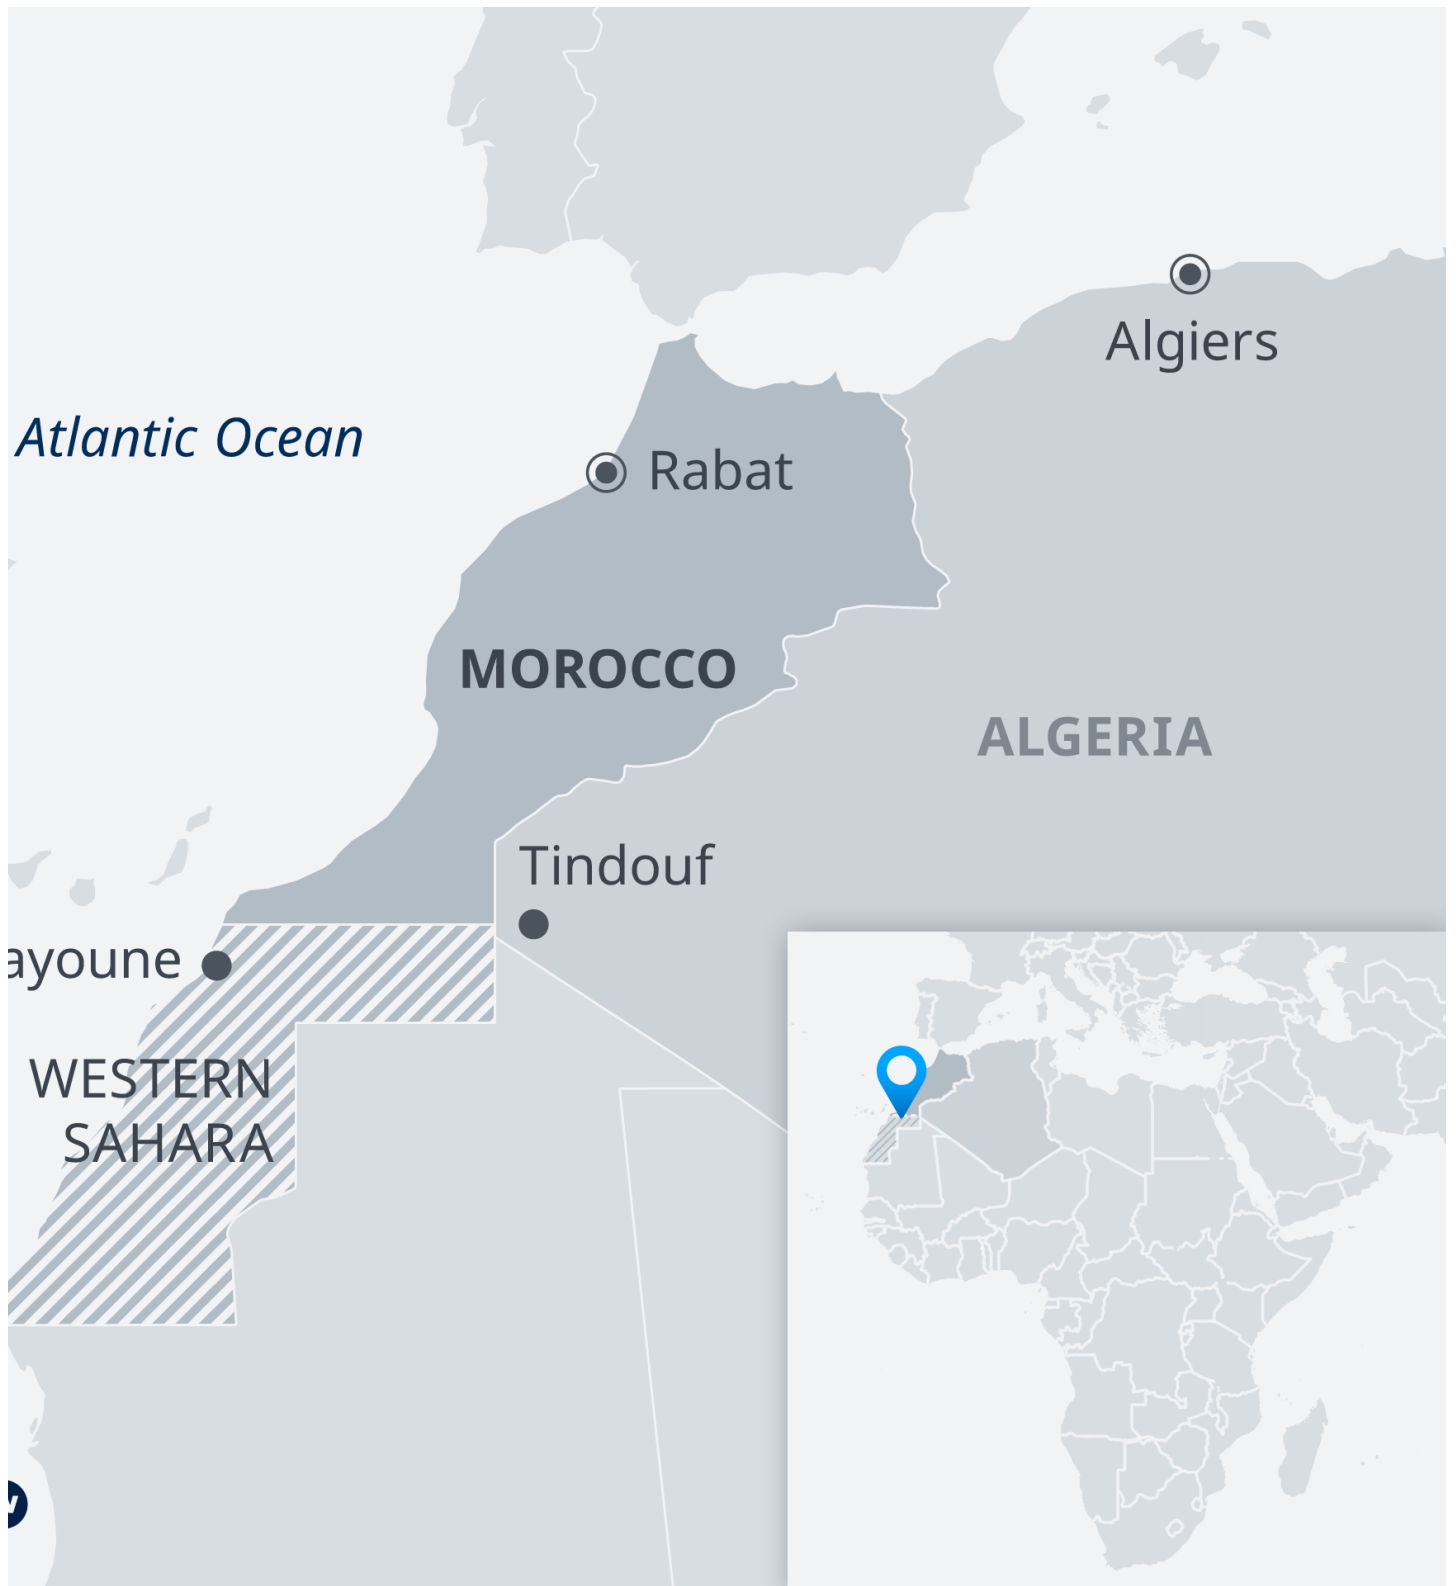 Algiers
Atlantic Ocean
Rabat
MOROCCO
ALGERIA
Tindouf
ayoune
WESTERN
SAHARA